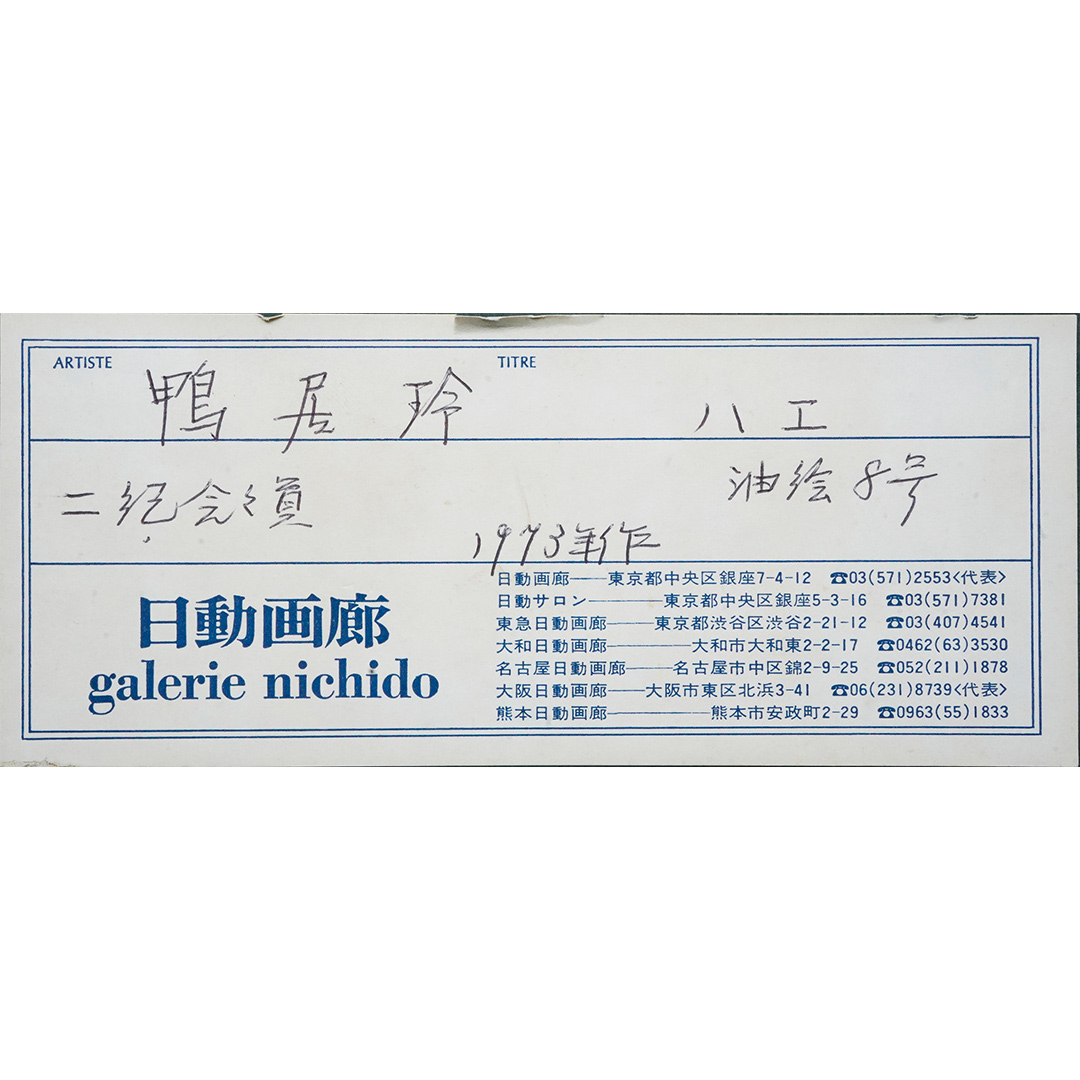 ARTISTE 鴨居玲 TITRE ハエ
二紀会々員 油絵8号
1973年作
日動画廊
galerie nichido
日動画廊——東京都中央区銀座7-4-12 ☎03(571)2553<代表>
日動サロン————東京都中央区銀座5-3-16 ☎03(571)7381
東急日動画廊———東京都渋谷区渋谷2-21-12 ☎03(407)4541
大和日動画廊—————大和市大和東2-2-17 ☎0462(63)3530
名古屋日動画廊———名古屋市中区錦2-9-25 ☎052(211)1878
大阪日動画廊——大阪市東区北浜3-41 ☎06(231)8739<代表>
熊本日動画廊——————熊本市安政町2-29 ☎0963(55)1833